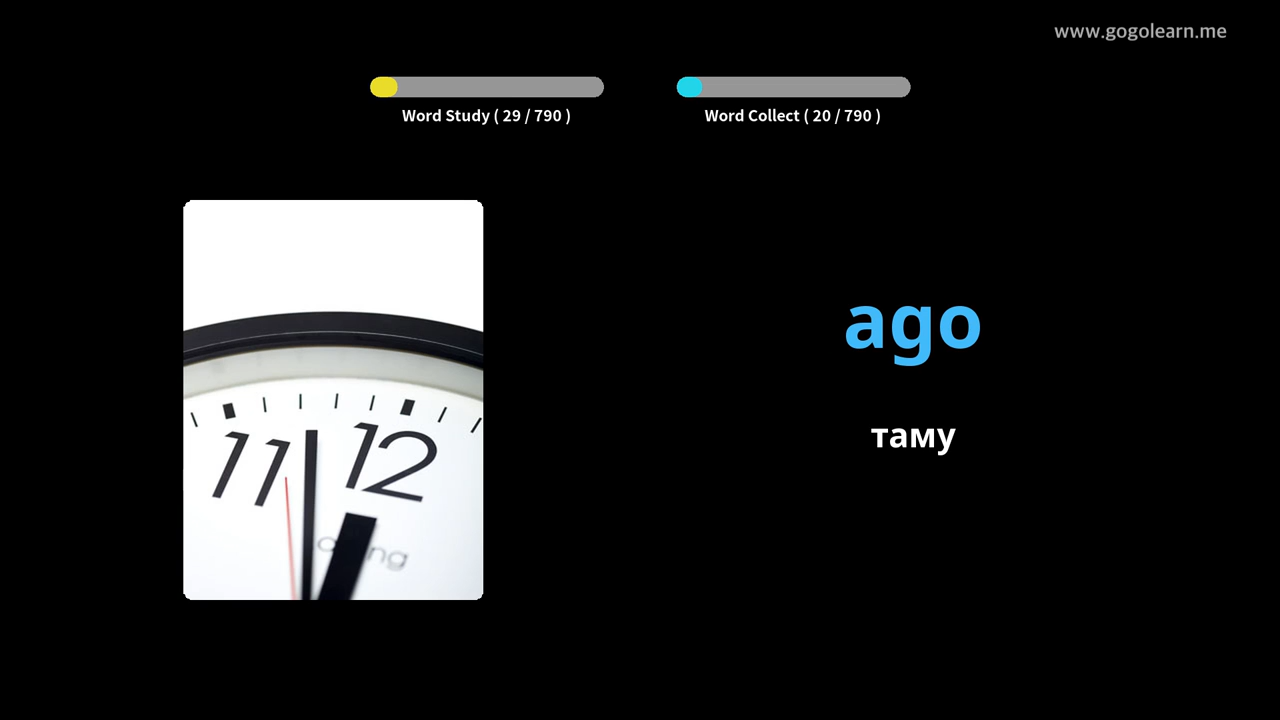 www.gogolearn.me
Word Study ( 29 / 790 )
Word Collect ( 20 / 790 )
11
12
ago
таму